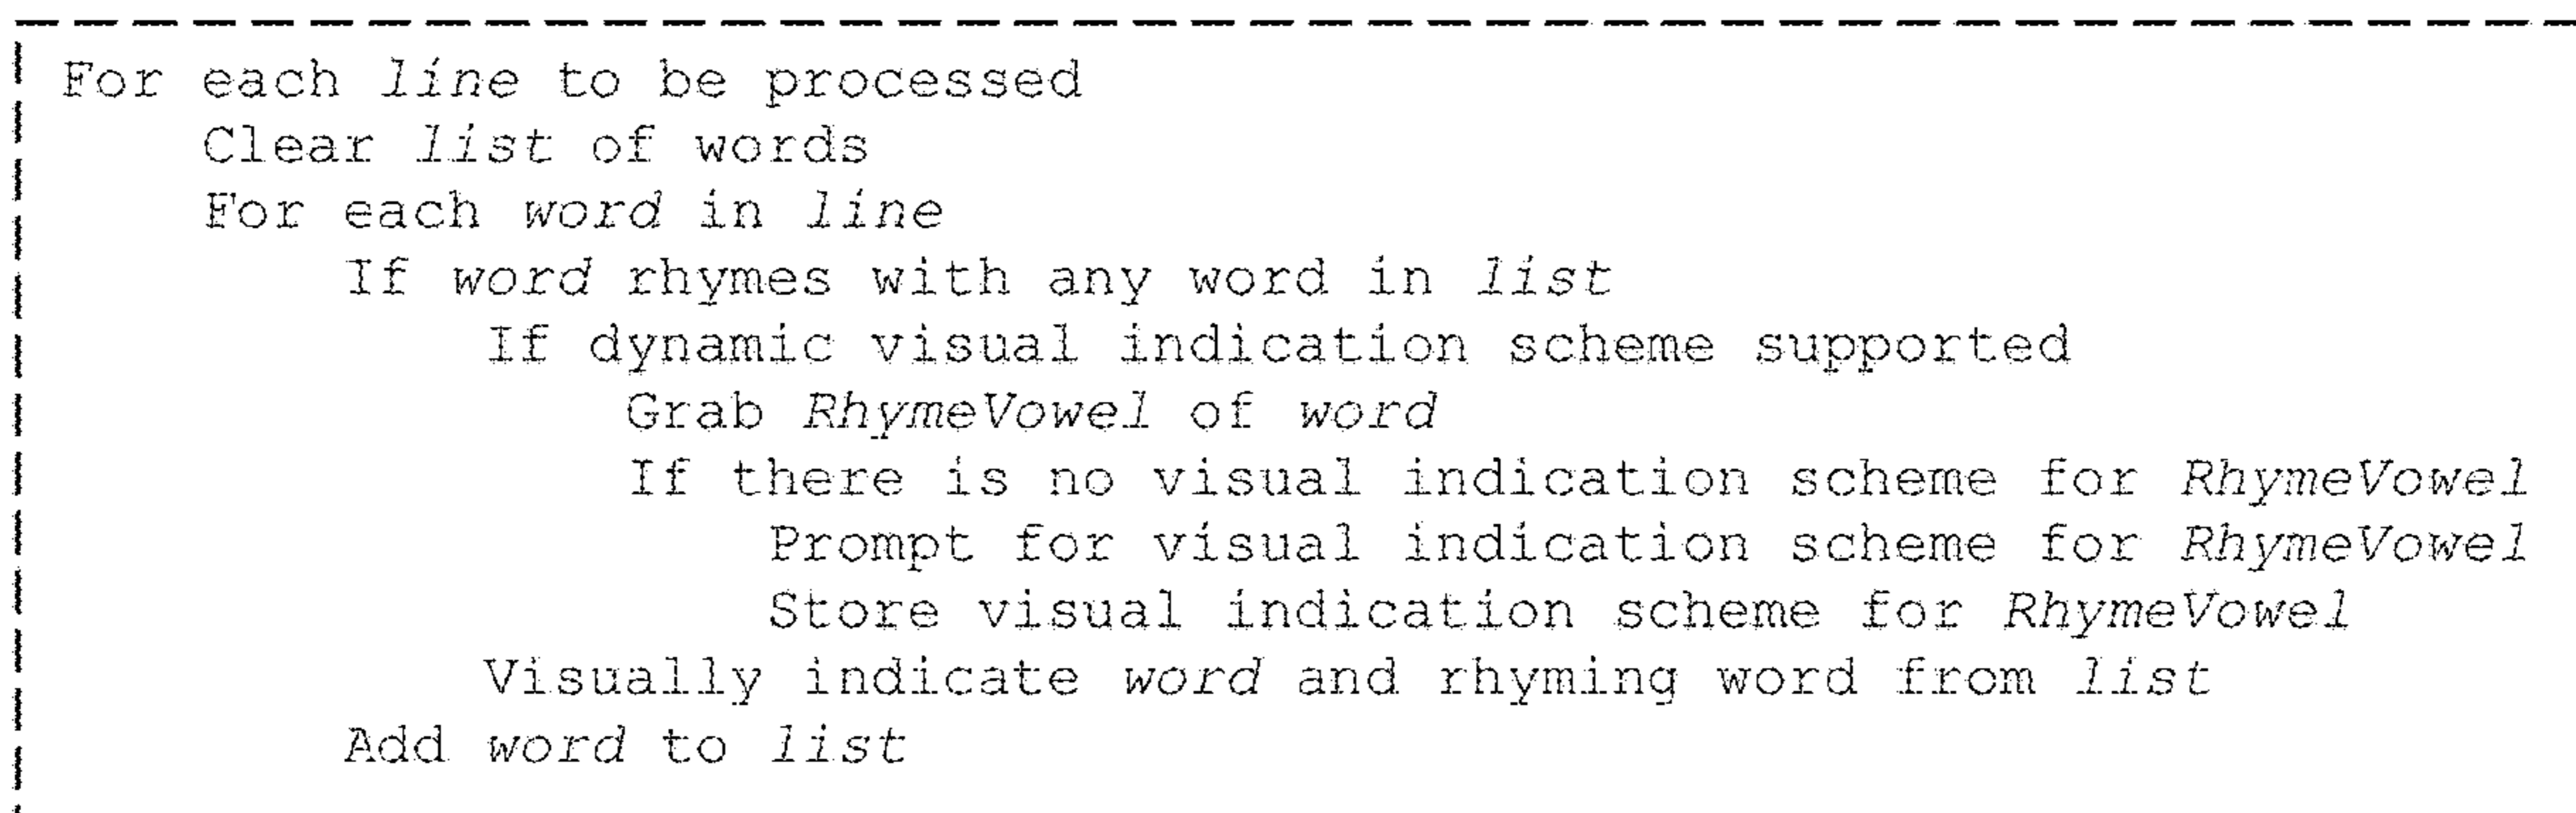 For each line to be processed
Clear list of words
For each word in line
If word rhymes with any word in list
If dynamic visual indication scheme supported
Grab RhymeVowel of word
If there is no visual indication scheme for RhymeVowel
Prompt for visual indication scheme for RhymeVowel
Store visual indication scheme for RhymeVowel
Visually indicate word and rhyming word from list
Add word to list